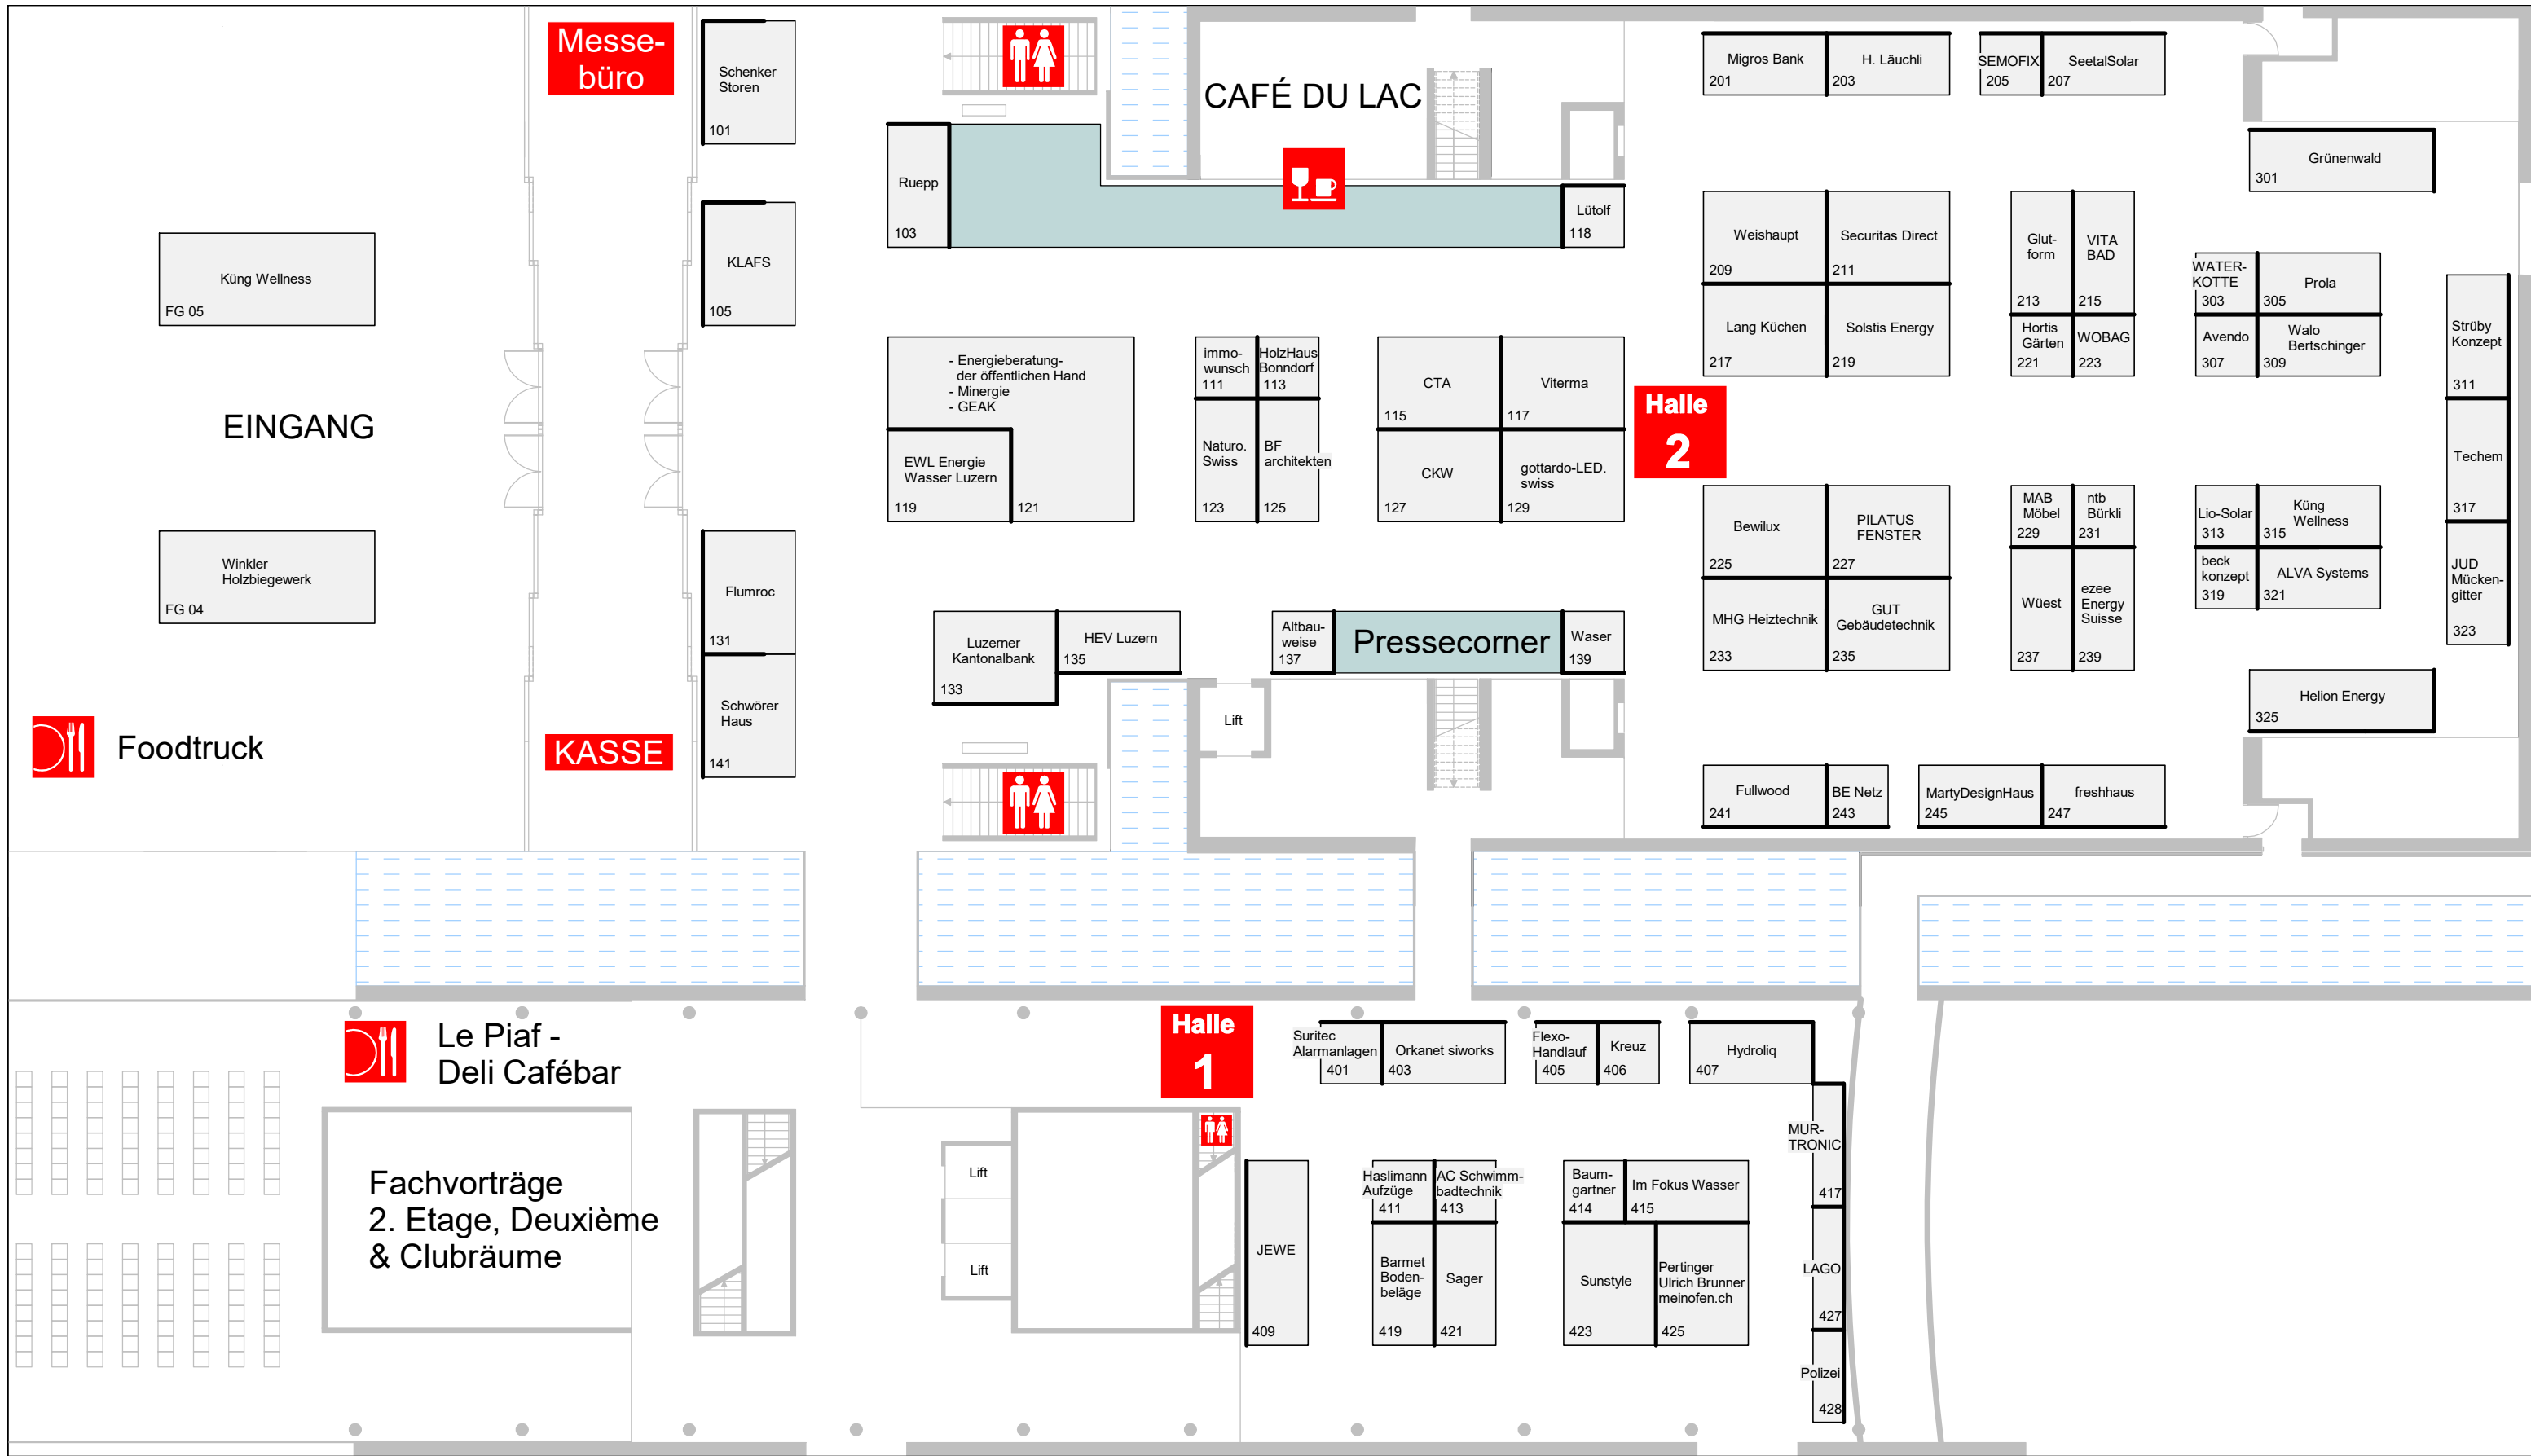 Messe-
büro
Schenker
Storen
101
CAFÉ DU LAC
Migros Bank
201
H. Läuchli
203
SEMOFIX
205
SeetalSolar
207
Grünenwald
301
Ruepp
103
Lütolf
118
KLAFS
105
Küng Wellness
FG 05
Weishaupt
209
Securitas Direct
211
Lang Küchen
217
Solstis Energy
219
Glut-
form
213
VITA
BAD
215
Hortis
Gärten
221
WOBAG
223
WATER-
KOTTE
303
Prola
305
Avendo
307
Walo
Bertschinger
309
Strüby
Konzept
311
Techem
317
JUD
Mücken-
gitter
323
EINGANG
- Energieberatung-
der öffentlichen Hand
- Minergie
- GEAK
121
EWL Energie
Wasser Luzern
119
immo-
wunsch
111
HolzHaus
Bonndorf
113
Naturo.
Swiss
123
BF
architekten
125
CTA
115
Viterma
117
CKW
127
gottardo-LED.
swiss
129
Halle
2
Bewilux
225
PILATUS
FENSTER
227
MHG Heiztechnik
233
GUT
Gebäudetechnik
235
MAB
Möbel
229
ntb
Bürkli
231
Wüest
237
ezee
Energy
Suisse
239
Lio-Solar
313
Küng
Wellness
315
beck
konzept
319
ALVA Systems
321
Winkler
Holzbiegewerk
FG 04
Flumroc
131
Schwörer
Haus
141
Luzerner
Kantonalbank
133
HEV Luzern
135
Altbau-
weise
137
Pressecorner
Waser
139
Helion Energy
325
Lift
Foodtruck
KASSE
Fullwood
241
BE Netz
243
MartyDesignHaus
245
freshhaus
247
Le Piaf -
Deli Cafébar
Halle
1
Suritec
Alarmanlagen
401
Orkanet siworks
403
Flexo-
Handlauf
405
Kreuz
406
Hydroliq
407
MUR-
TRONIC
417
LAGO
427
Polizei
428
Fachvorträge
2. Etage, Deuxième
& Clubräume
Lift
Lift
JEWE
409
Haslimann
Aufzüge
411
AC Schwimm-
badtechnik
413
Barmet
Boden-
beläge
419
Sager
421
Baum-
gartner
414
Im Fokus Wasser
415
Sunstyle
423
Pertinger
Ulrich Brunner
meinofen.ch
425